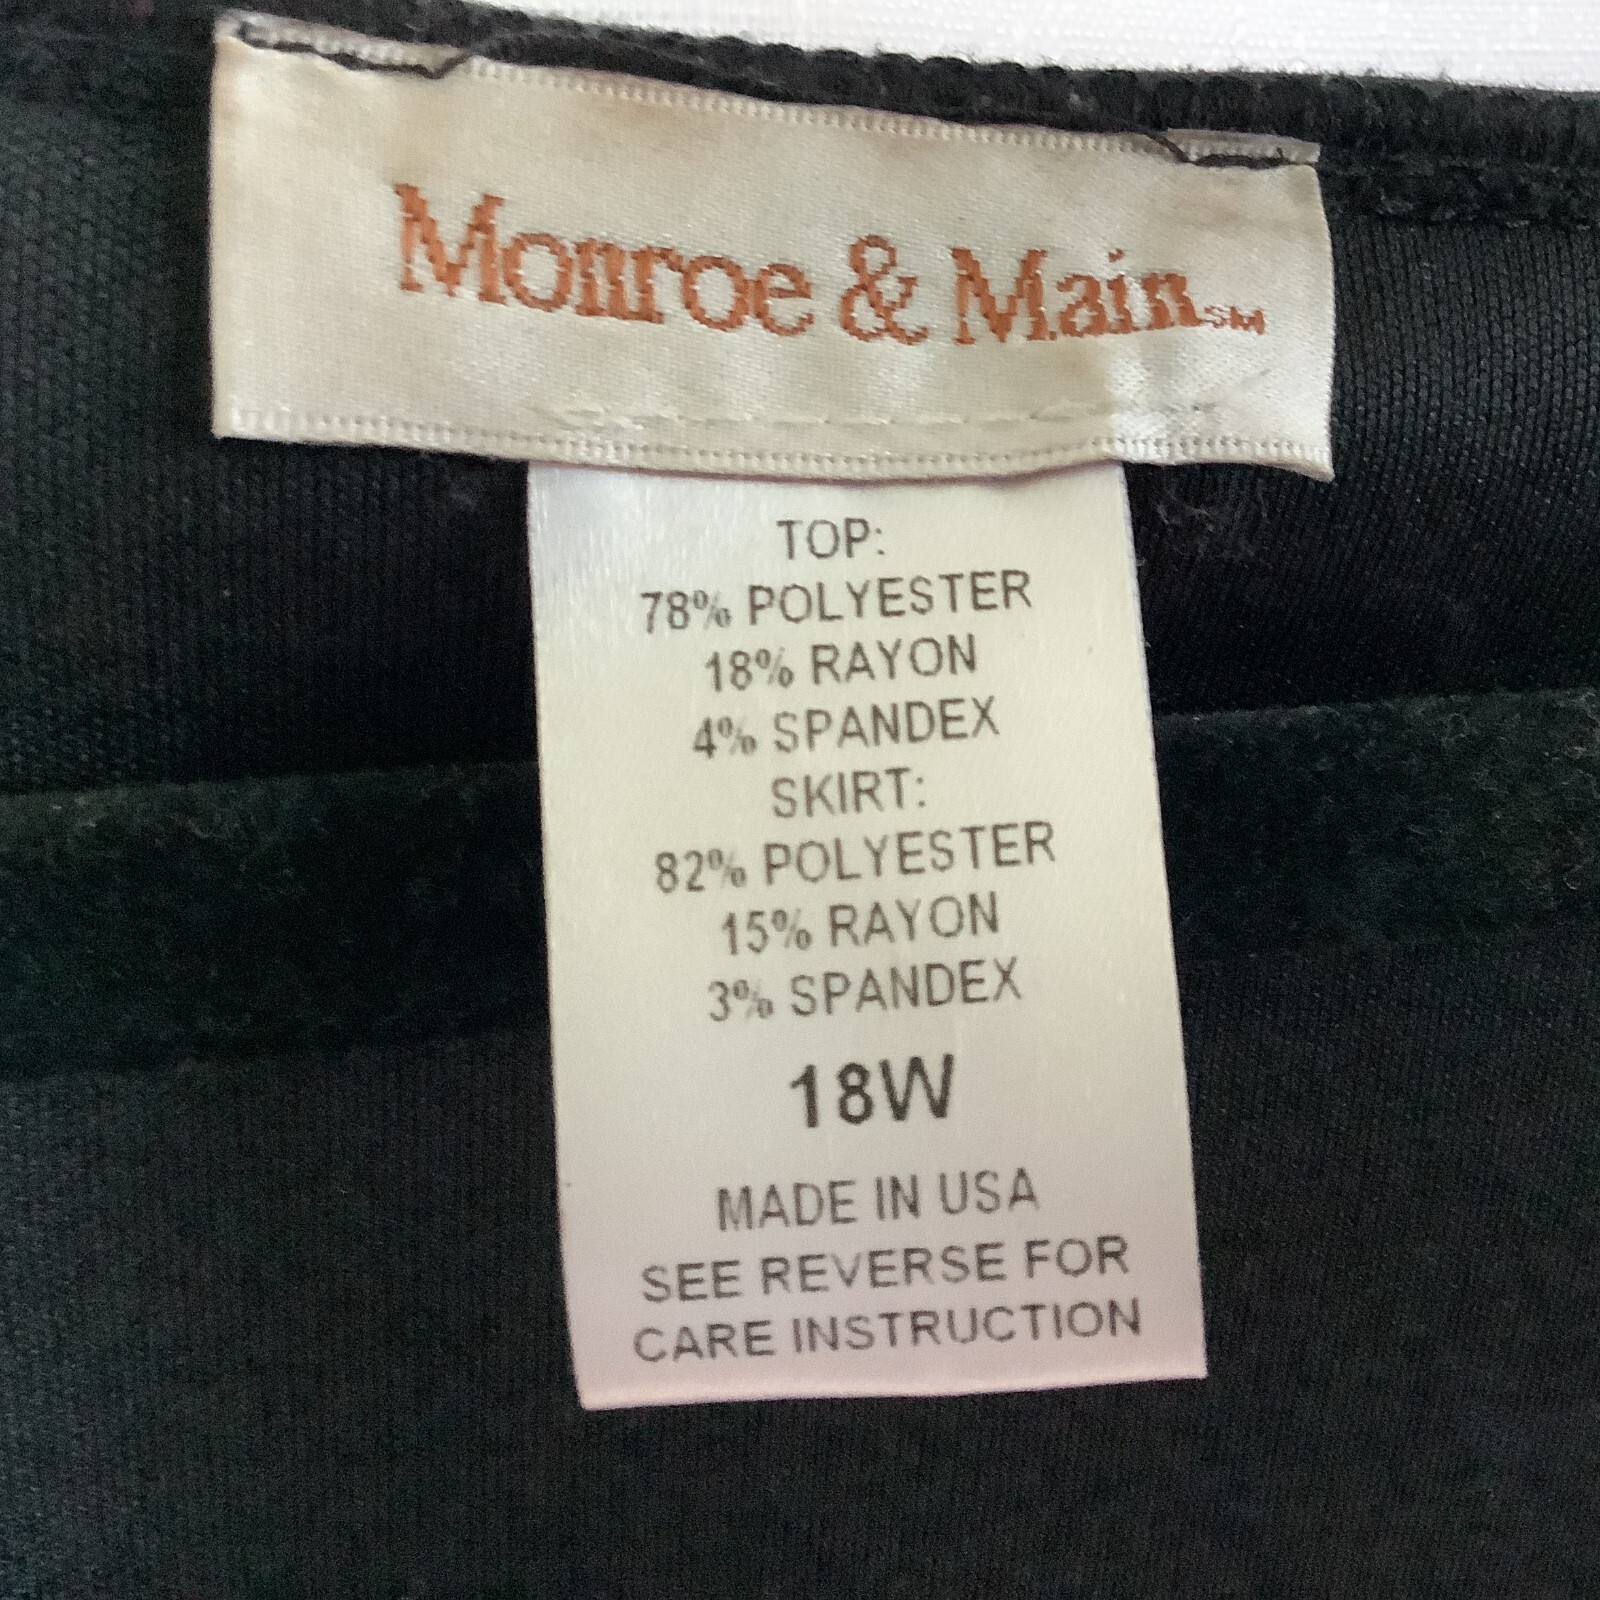 Monroe & Main SM
TOP:
78% POLYESTER
18% RAYON
4% SPANDEX
SKIRT:
82% POLYESTER
15% RAYON
3% SPANDEX
18W
MADE IN USA
SEE REVERSE FOR
CARE INSTRUCTION